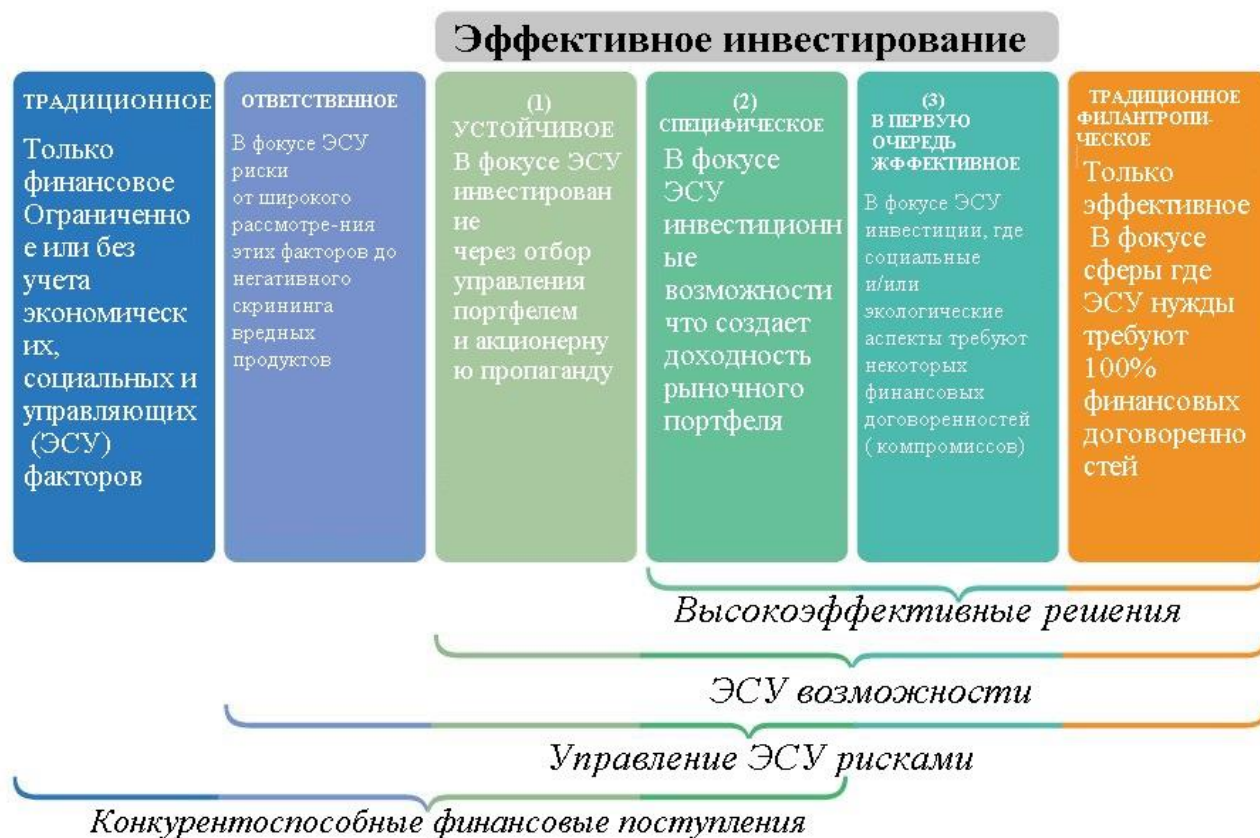 Эффективное инвестирование
ТРАДИЦИОННОЕ
Только
финансовое
Ограниченно
е или без
учета
экономическ
их,
социальных и
управляющих
(ЭСУ)
факторов
ОТВЕТСТВЕННОЕ
В фокусе ЭСУ
риски
от широкого
рассмотре-ния
этих факторов до
негативного
скрининга
вредных
продуктов
(1)
УСТОЙЧИВОЕ
В фокусе ЭСУ
инвестирован
ие
через отбор
управления
портфелем
и акционерну
ю пропаганду
(2)
СПЕЦИФИЧЕСКОЕ
В фокусе
ЭСУ
инвестиционн
ые
возможности
что создает
доходность
рыночного
портфеля
(3)
В ПЕРВУЮ
ОЧЕРЕДЬ
ЖФФЕКТИВНОЕ
В фокусе ЭСУ
инвестиции, где
социальные
и/или
экологические
аспекты требуют
некоторых
финансовых
договоренностей
( компромиссов)
ТРАДИЦИОННОЕ
ФИЛАНТРОПИ-
ЧЕСКОЕ
Только
эффективное
В фокусе
сферы где
ЭСУ нужды
требуют
100%
финансовых
договоренно
стей
Высокоэффективные решения
ЭСУ возможности
Управление ЭСУ рисками
Конкурентоспособные финансовые поступления